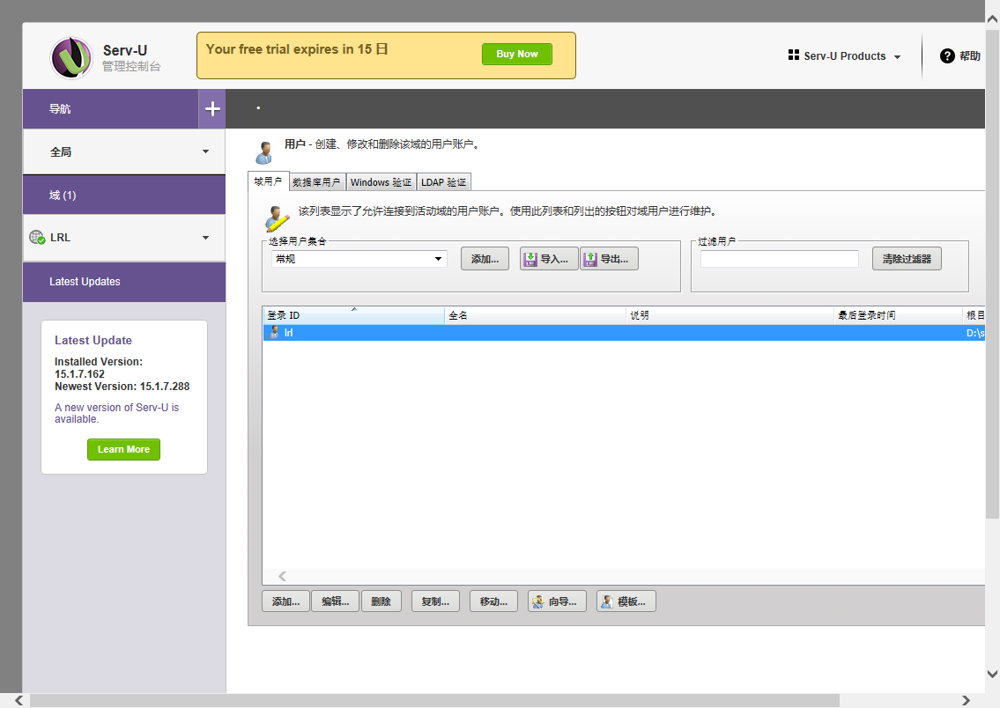 Serv-U
管理控制台
Your free trial expires in 15 日
Buy Now
Serv-U Products
帮助
导航
全局
域 (1)
LRL
Latest Updates
Latest Update
Installed Version:
15.1.7.162
Newest Version: 15.1.7.288
A new version of Serv-U is
available.
Learn More
用户 - 创建、修改和删除该域的用户账户。
域用户 数据库用户 Windows 验证 LDAP 验证
该列表显示了允许连接到活动域的用户账户。使用此列表和列出的按钮对域用户进行维护。
选择用户集合
常规 添加... 导入... 导出...
过滤用户
清除过滤器
登录 ID 全名 说明 最后登录时间 根目
lrl D:\s
添加... 编辑... 删除 复制... 移动... 向导... 模板...